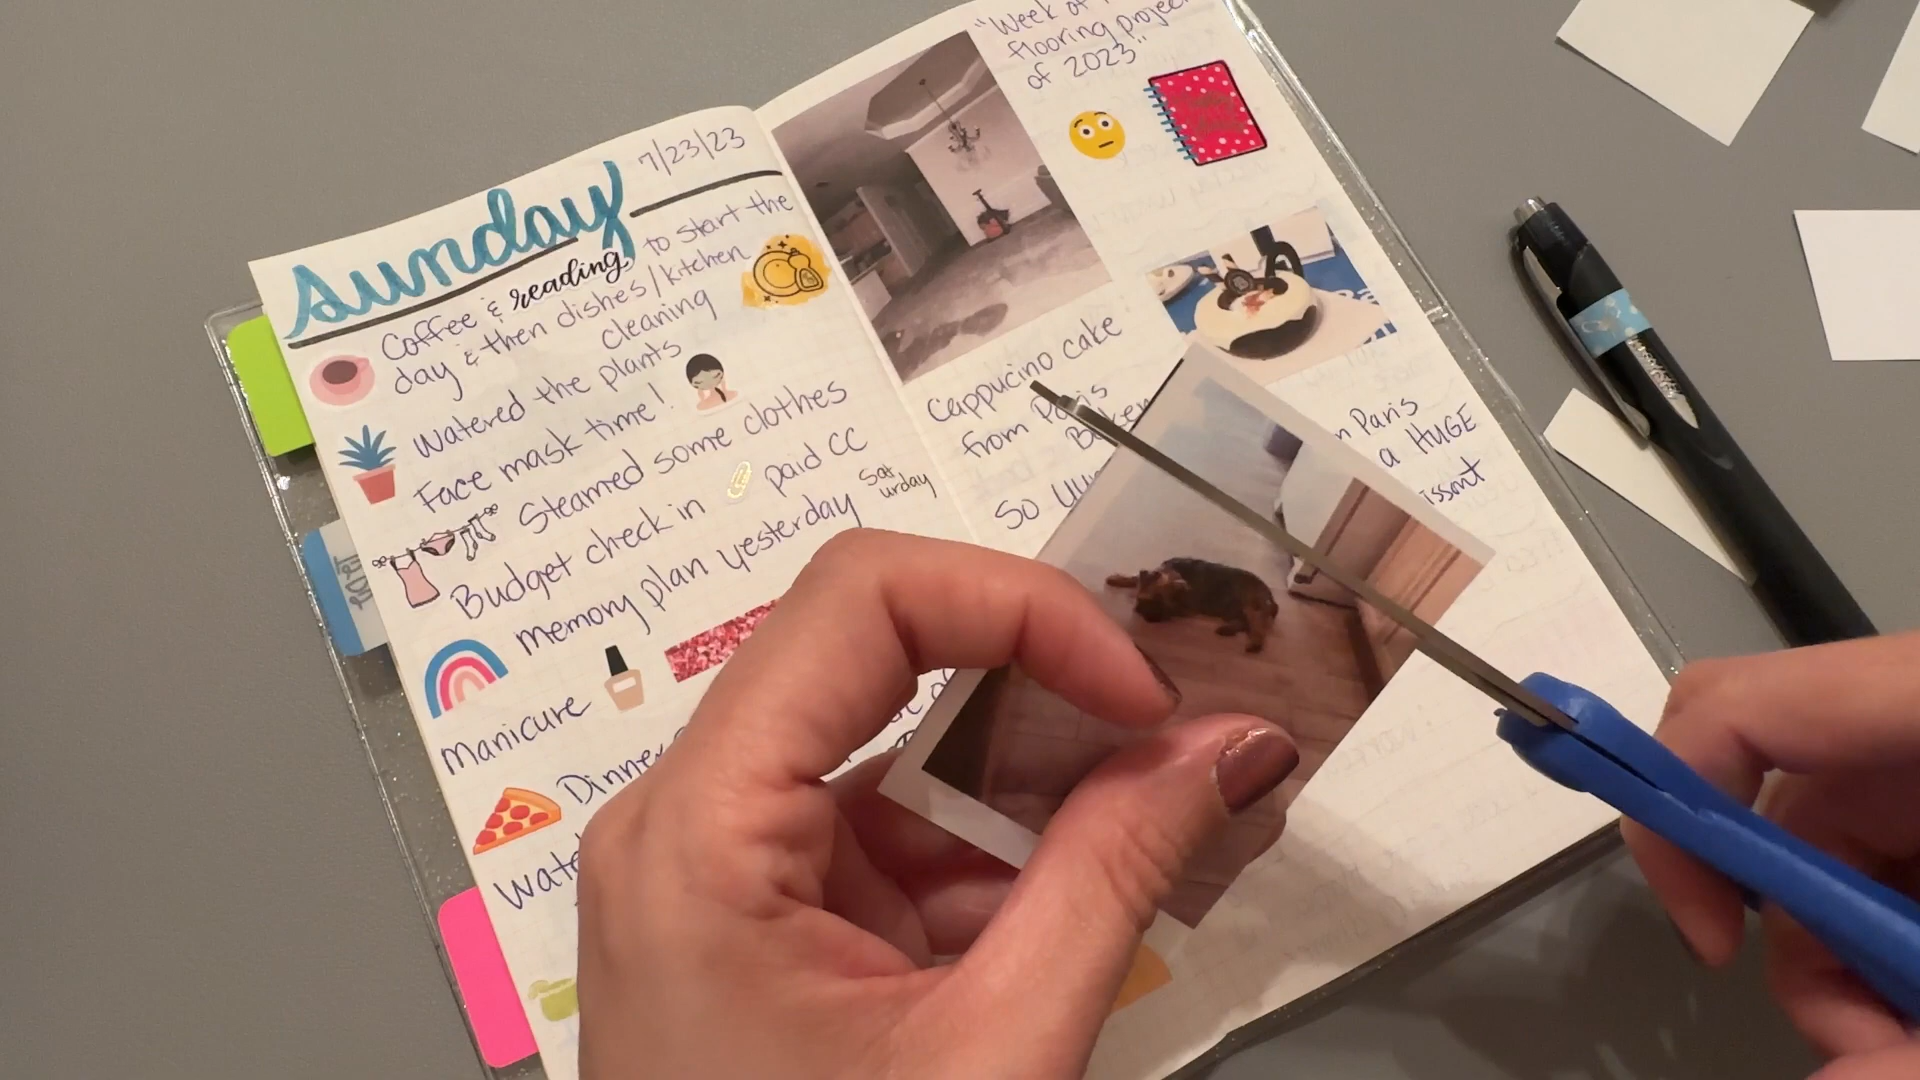 Sunday
7/23/23
Coffee & reading to start the
day & then dishes/kitchen
cleaning
Watered the plants
Face mask time!
Steamed some clothes
Budget check in paid CC
memory plan yesterday Sat
urday
Manicure
Dinner
"Week of
flooring project
of 2023"
Cappucino cake
from Paris
So
Paris
a HUGE